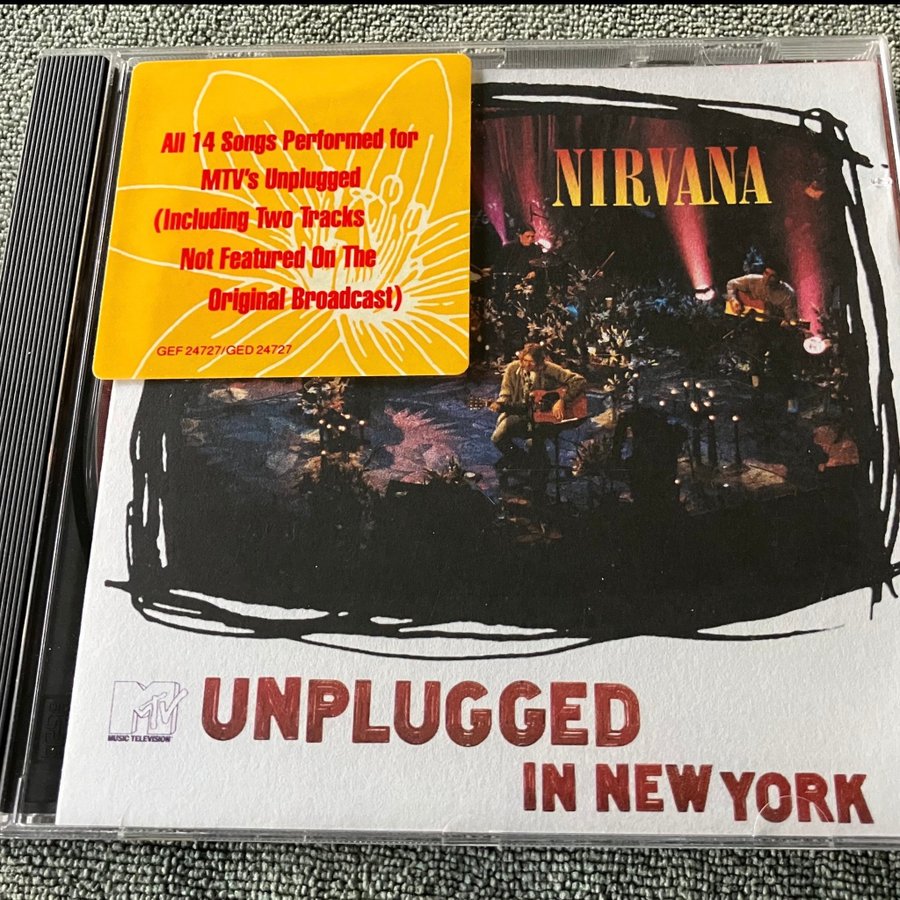 All 14 Songs Performed for
MTV's Unplugged
(Including Two Tracks
Not Featured On The
Original Broadcast)
GEF 24727/GED 24727
NIRVANA
MTV
MUSIC TELEVISION
UNPLUGGED
IN NEW YORK